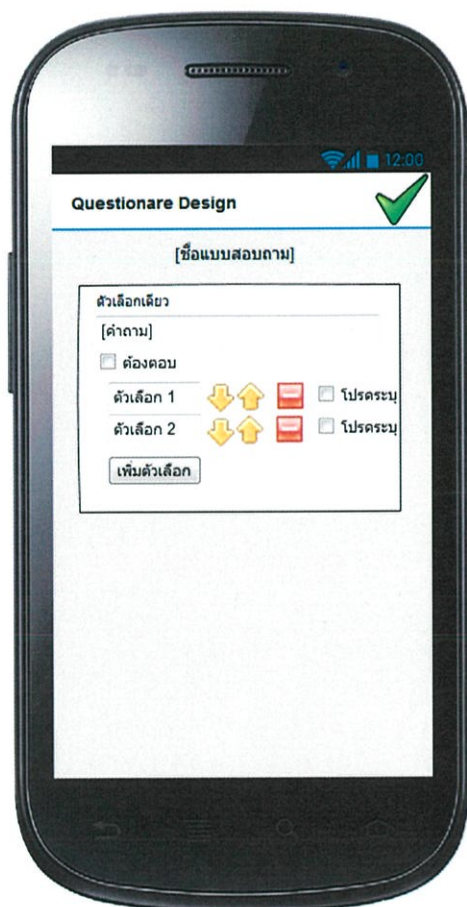 12:00
Questionare Design
[ชื่อแบบสอบถาม]
ตัวเลือกเดียว
[คำถาม]
ต้องตอบ
ตัวเลือก 1 โปรดระบุ
ตัวเลือก 2 โปรดระบุ
เพิ่มตัวเลือก